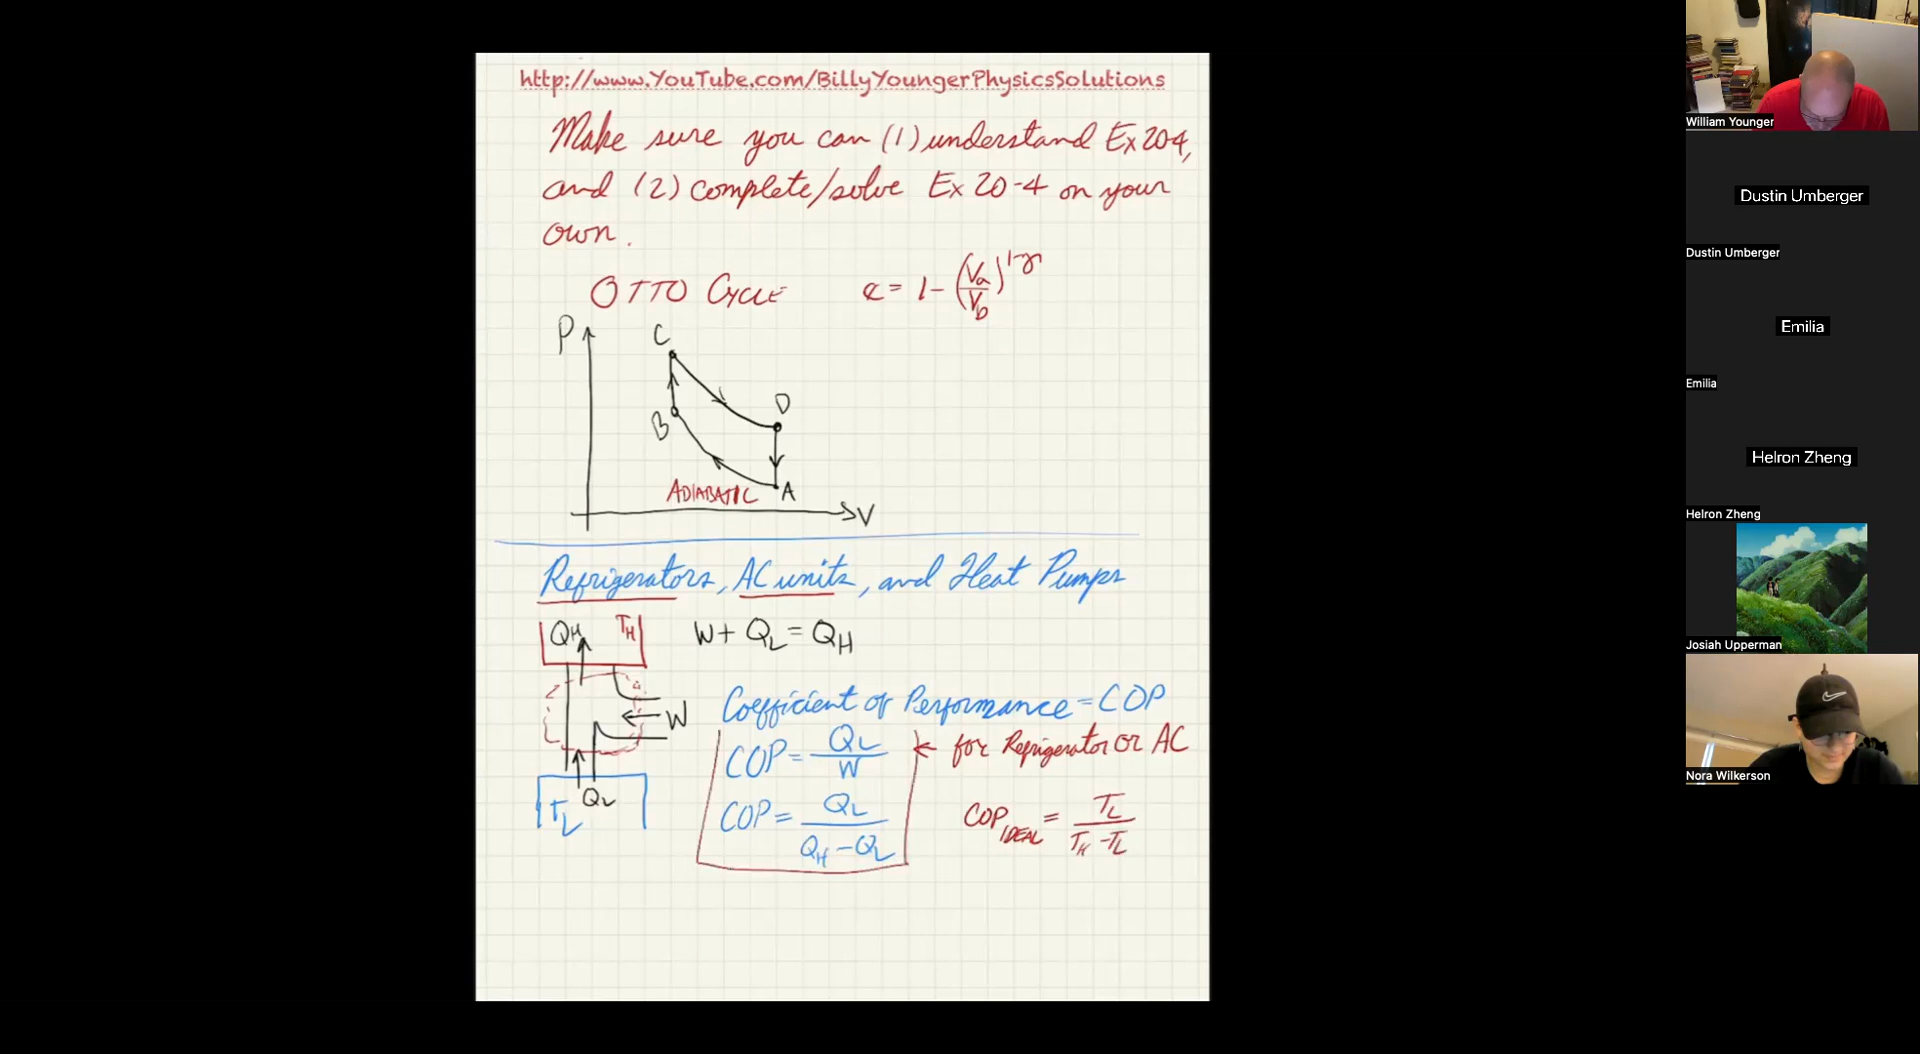 http://www.YouTube.com/BillyYoungerPhysicsSolutions
Make sure you can (1) understand Ex 20-4,
and (2) complete/solve Ex 20-4 on your
own.
OTTO CYCLE e = 1 - (Va/Vb)^1-γ
P
C
D
B
ADIABATIC
A
V
Refrigerators, AC units, and Heat Pumps
QH TH W + QL = QH
Coefficient of Performance = COP
W
COP = QL/W ← for Refrigerator or AC
TL QL
COP = QL/(QH - QL)
COP IDEAL = TL/(TH - TL)
William Younger
Dustin Umberger
Dustin Umberger
Emilia
Emilia
Helron Zheng
Helron Zheng
Josiah Upperman
Nora Wilkerson